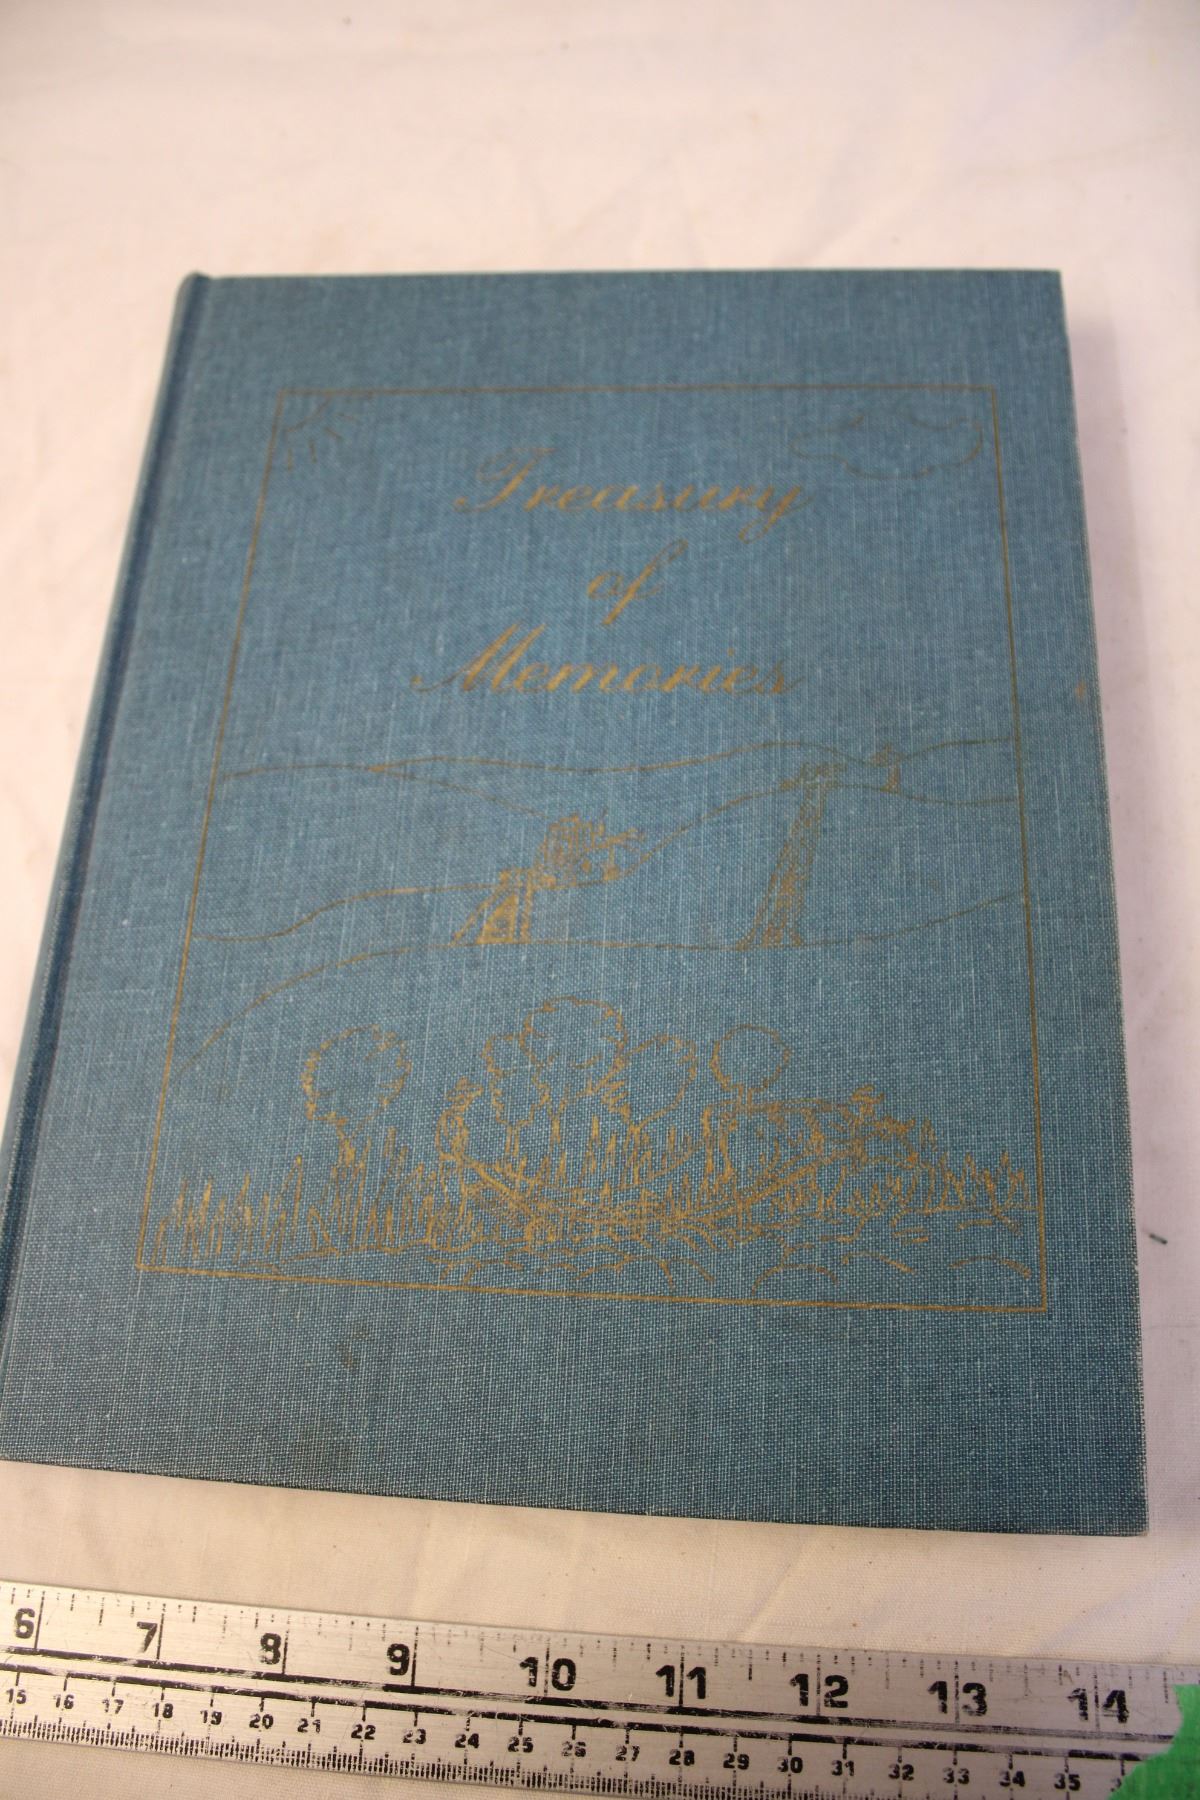 Treasury
of
Memories
6 7 8 9 10 11 12 13 14
15 16 17 18 19 20 21 22 23 24 25 26 27 28 29 30 31 32 33 34 35